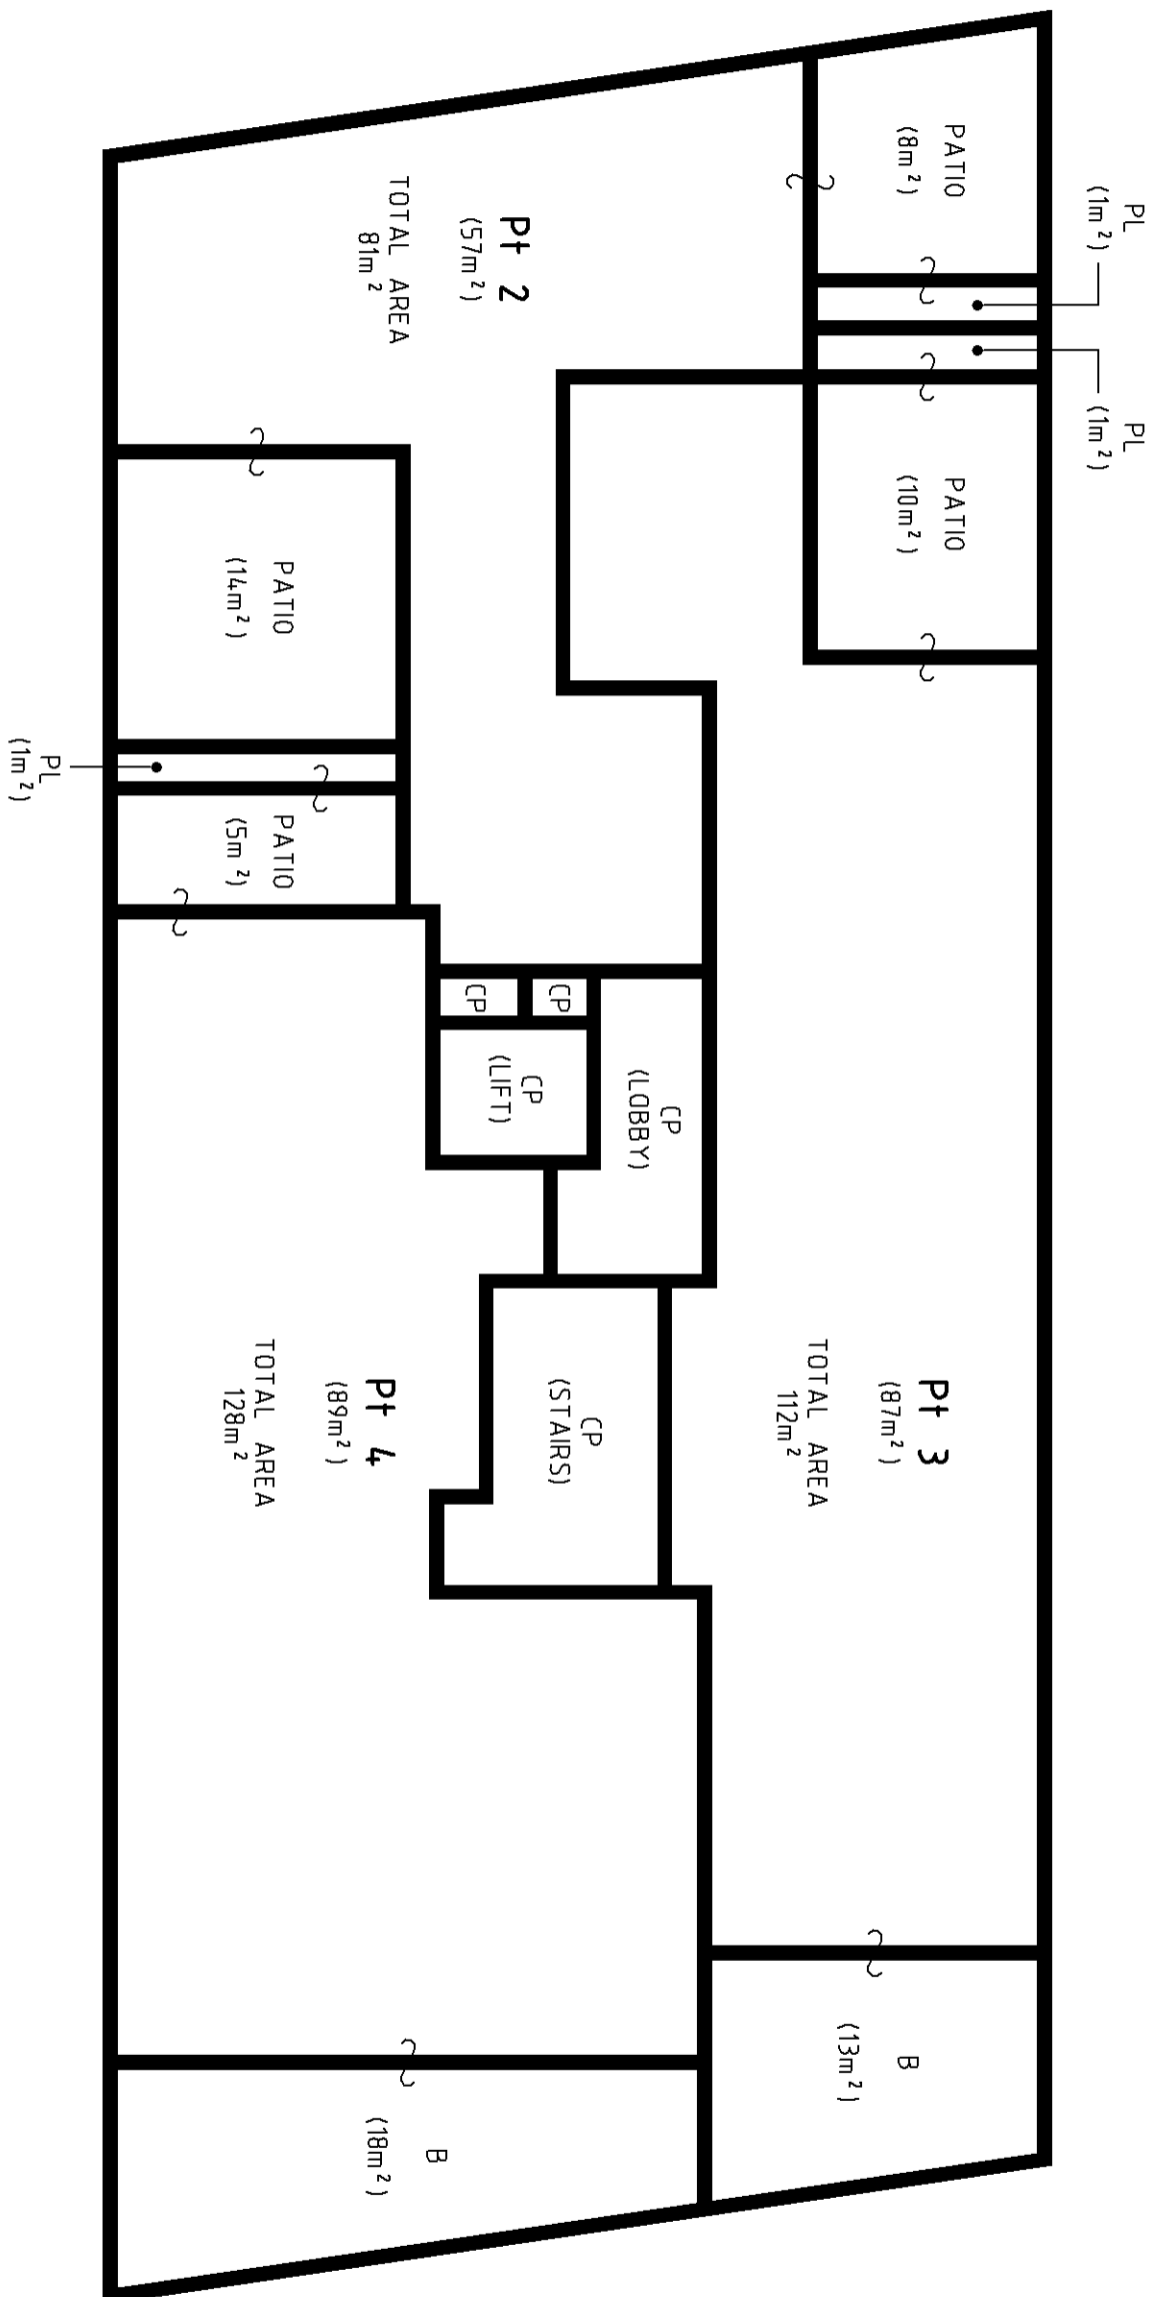 PL
(1m²)
PL
(1m²)
PATIO
(8m²)
PATIO
(10m²)
Pt 2
(57m²)
TOTAL AREA
81m²
PATIO
(14m²)
PL
(1m²)
PATIO
(5m²)
CP
CP
CP
(LIFT)
CP
(LOBBY)
CP
(STAIRS)
Pt 3
(87m²)
TOTAL AREA
112m²
Pt 4
(89m²)
TOTAL AREA
128m²
B
(13m²)
B
(18m²)